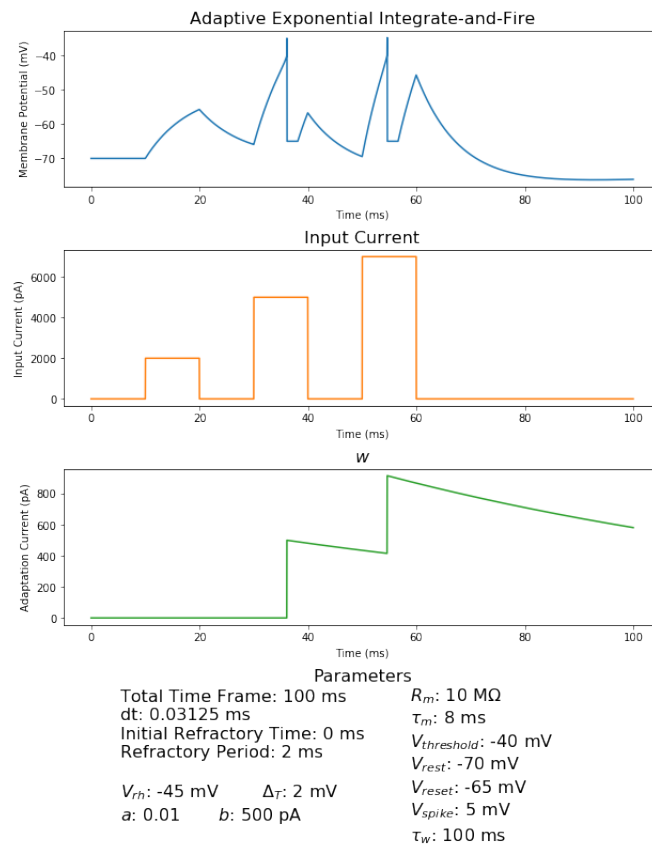 Adaptive Exponential Integrate-and-Fire
Membrane Potential (mV)
−40
−50
−60
−70
0 20 40 60 80 100
Time (ms)
Input Current
Input Current (pA)
6000
4000
2000
0
0 20 40 60 80 100
Time (ms)
w
Adaptation Current (pA)
800
600
400
200
0
0 20 40 60 80 100
Time (ms)
Parameters
Total Time Frame: 100 ms
dt: 0.03125 ms
Initial Refractory Time: 0 ms
Refractory Period: 2 ms
V_rh: -45 mV Δ_T: 2 mV
a: 0.01 b: 500 pA
R_m: 10 MΩ
τ_m: 8 ms
V_threshold: -40 mV
V_rest: -70 mV
V_reset: -65 mV
V_spike: 5 mV
τ_w: 100 ms